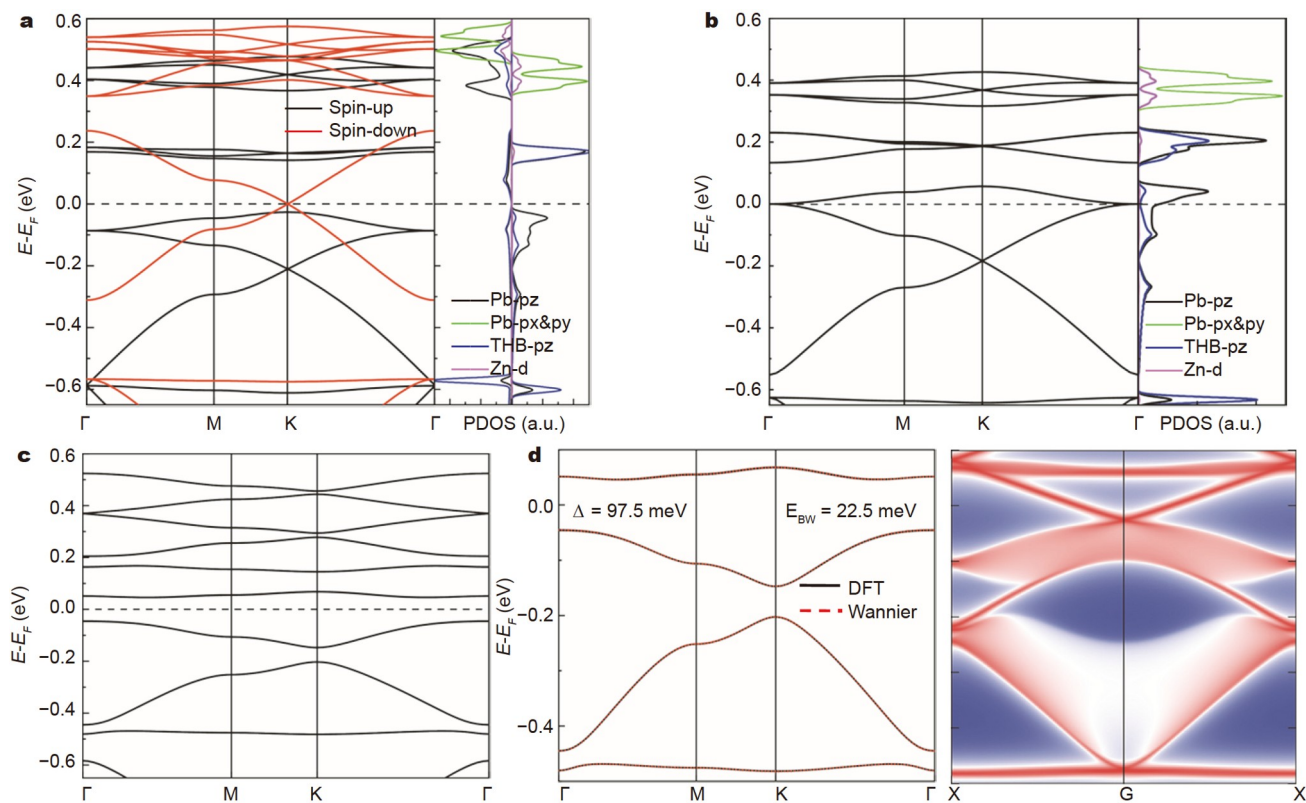 a
0.6
0.4
0.2
0.0
−0.2
−0.4
−0.6
E-E_F (eV)
Spin-up
Spin-down
Pb-pz
Pb-px&py
THB-pz
Zn-d
Γ M K Γ PDOS (a.u.)
b
0.6
0.4
0.2
0.0
−0.2
−0.4
−0.6
E-E_F (eV)
Pb-pz
Pb-px&py
THB-pz
Zn-d
Γ M K Γ PDOS (a.u.)
c
0.6
0.4
0.2
0.0
−0.2
−0.4
−0.6
E-E_F (eV)
Γ M K Γ
d
0.0
−0.2
−0.4
E-E_F (eV)
Δ = 97.5 meV
E_BW = 22.5 meV
DFT
Wannier
Γ M K Γ
X G X